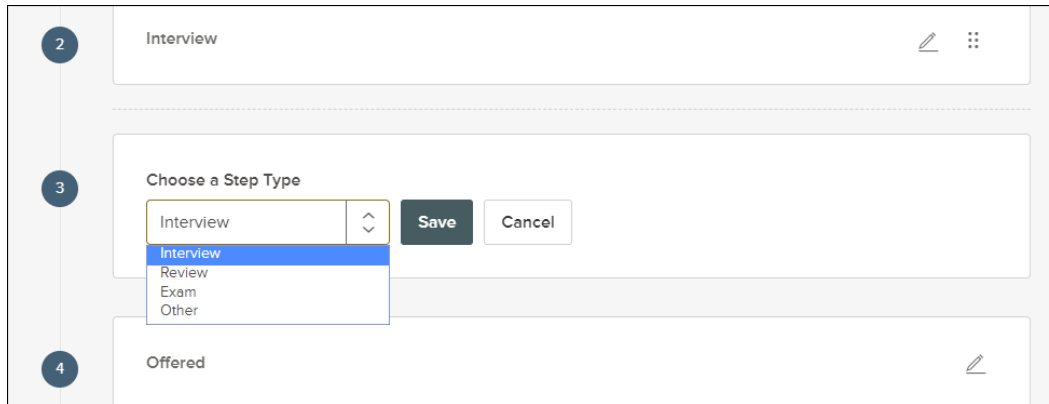 2
Interview
3
Choose a Step Type
Interview
Save
Cancel
Interview
Review
Exam
Other
4
Offered